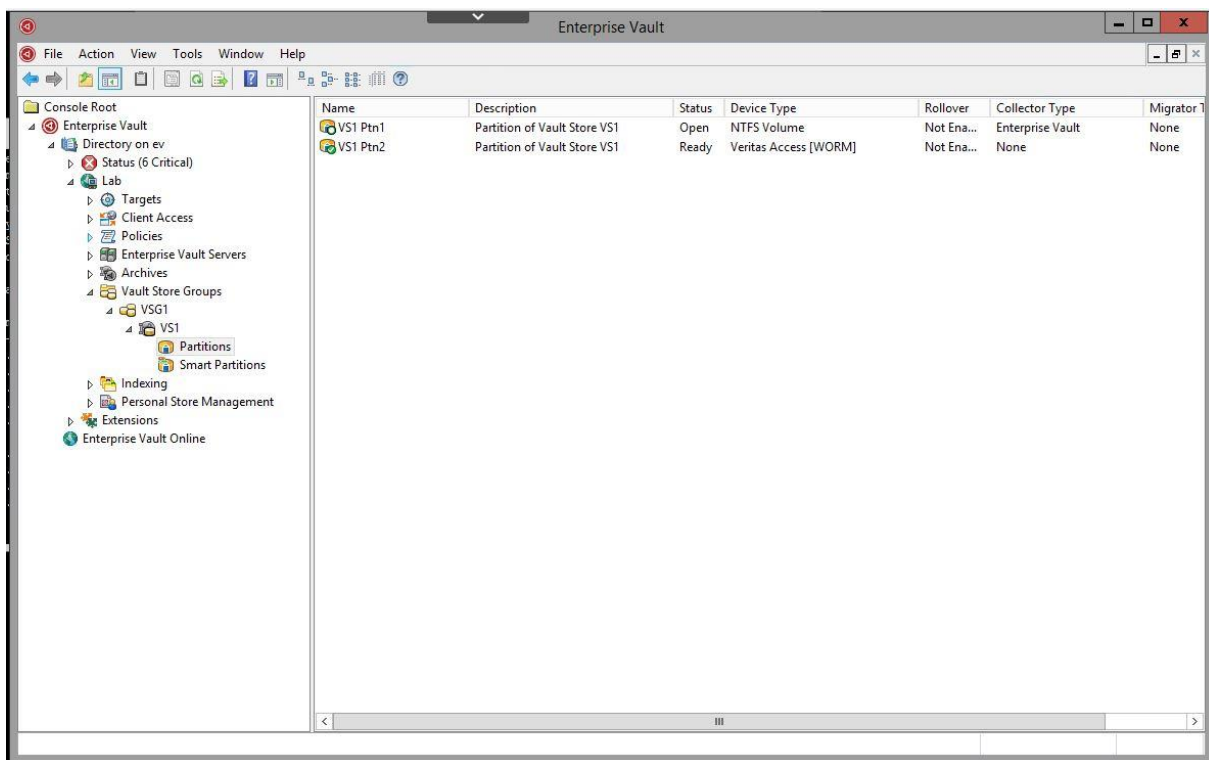 Enterprise Vault
File Action View Tools Window Help
Console Root
Enterprise Vault
Directory on ev
Status (6 Critical)
Lab
Targets
Client Access
Policies
Enterprise Vault Servers
Archives
Vault Store Groups
VSG1
VS1
Partitions
Smart Partitions
Indexing
Personal Store Management
Extensions
Enterprise Vault Online
Name Description Status Device Type Rollover Collector Type Migrator T
VS1 Ptn1 Partition of Vault Store VS1 Open NTFS Volume Not Ena... Enterprise Vault None
VS1 Ptn2 Partition of Vault Store VS1 Ready Veritas Access [WORM] Not Ena... None None